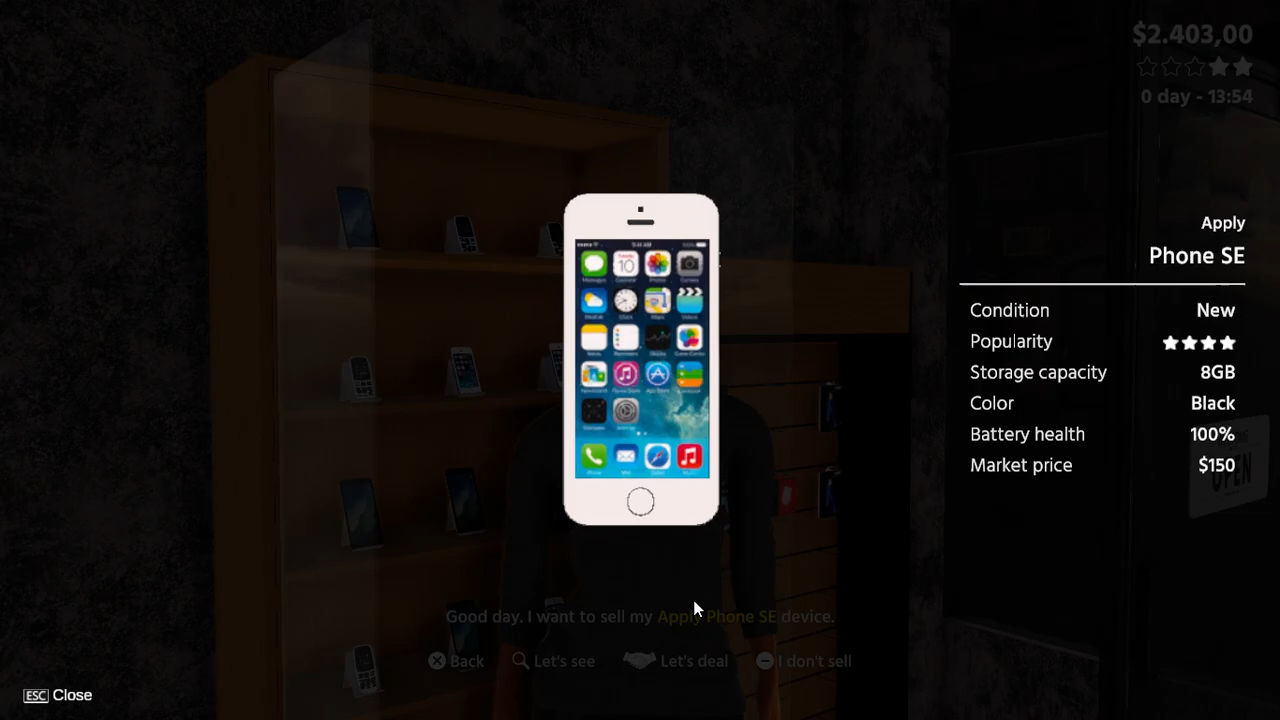 $2.403,00
0 day - 13:54
Apply
Phone SE
Condition New
Popularity
Storage capacity 8GB
Color Black
Battery health 100%
Market price $150
OPEN
Good day. I want to sell my Apply Phone SE device.
Back Let's see Let's deal I don't sell
ESC Close